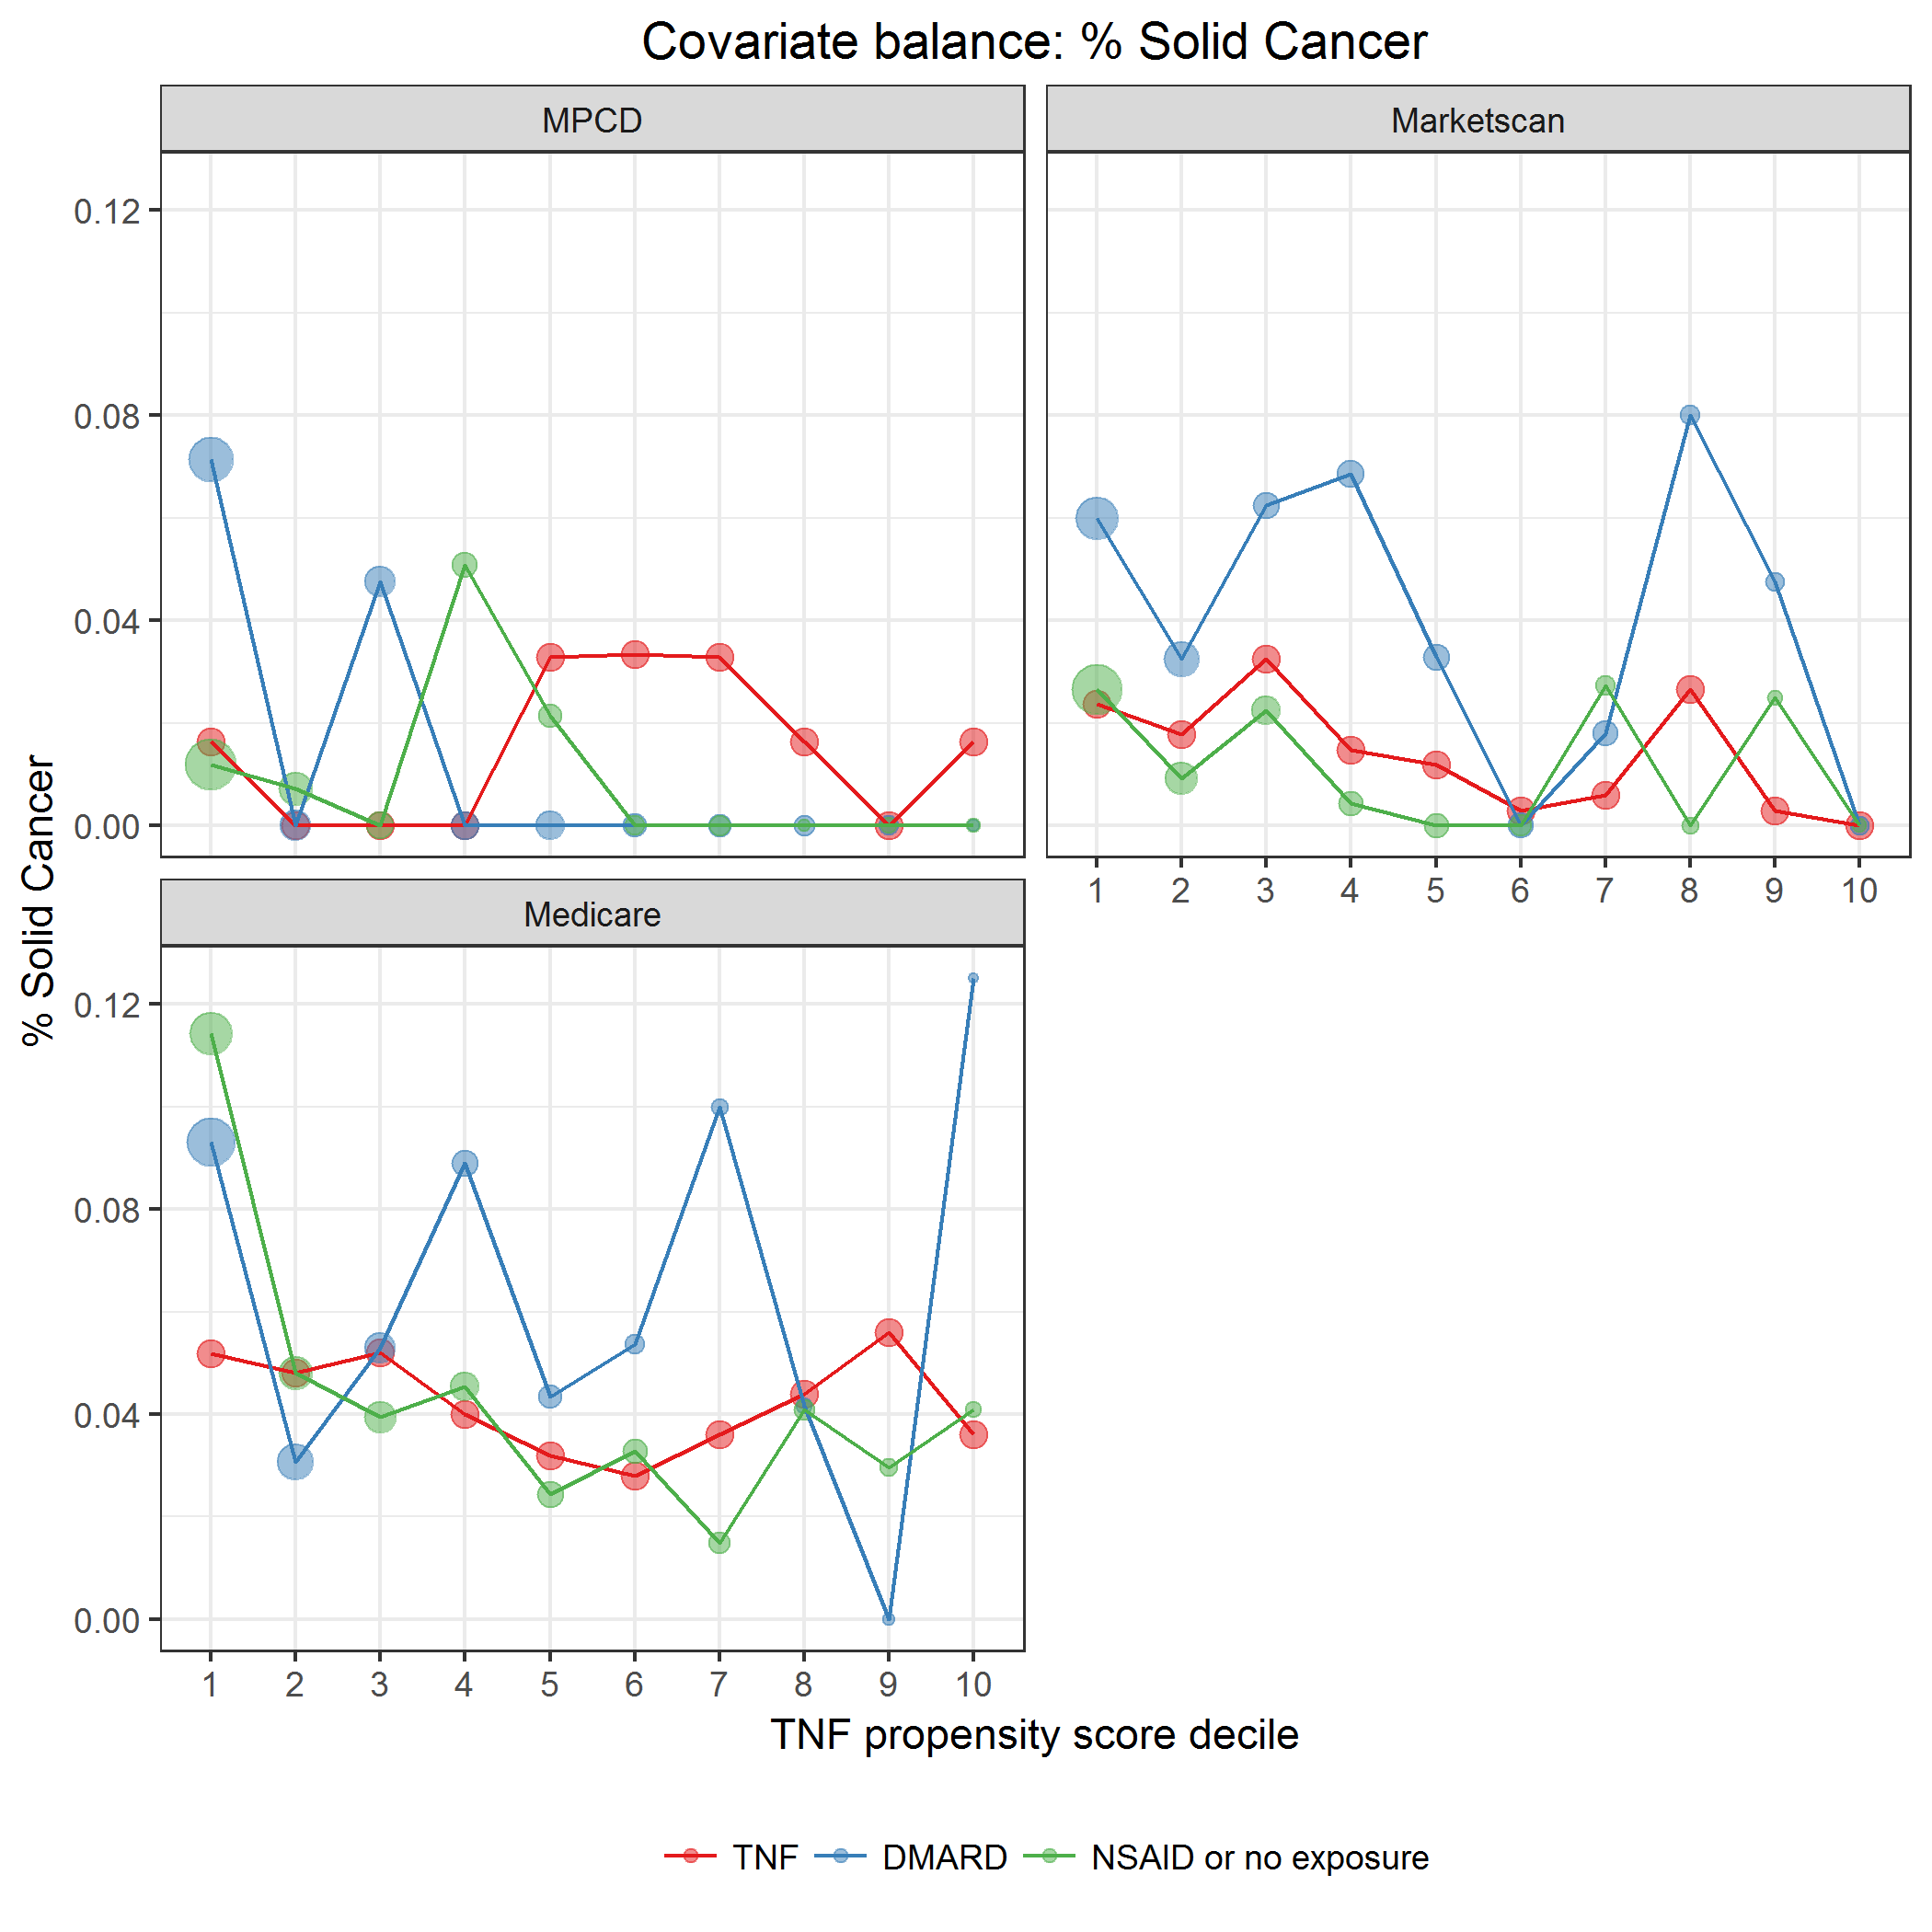 Covariate balance: % Solid Cancer
MPCD
Marketscan
0.12
0.08
0.04
0.00
1 2 3 4 5 6 7 8 9 10
Medicare
0.12
0.08
0.04
0.00
1 2 3 4 5 6 7 8 9 10
% Solid Cancer
TNF propensity score decile
TNF DMARD NSAID or no exposure